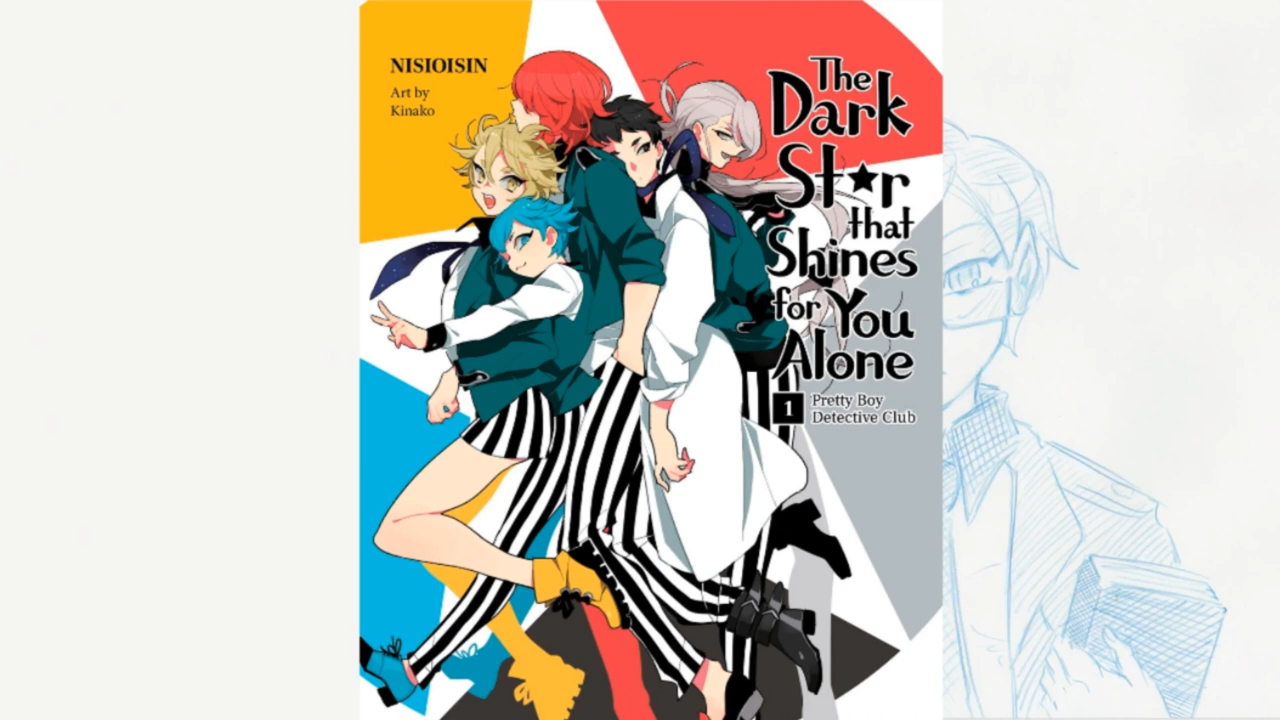 NISIOISIN
Art by
Kinako
The
Dark
St★r
that
Shines
for You
Alone
1 Pretty Boy
Detective Club